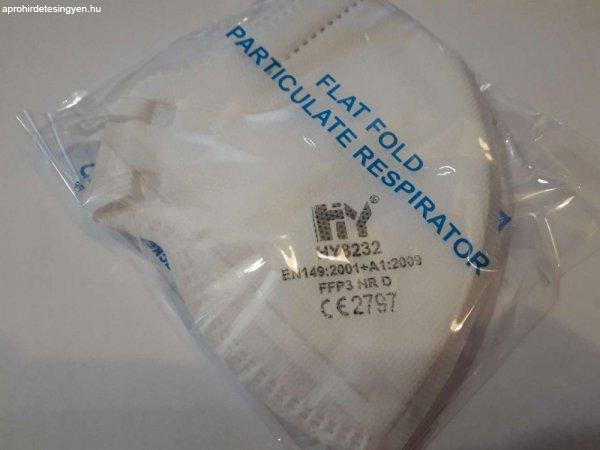 aprohirdetesingyen.hu
FLAT FOLD
PARTICULATE RESPIRATOR
HY®
HY8232
EN149:2001+A1:2009
FFP3 NR D
CE2797